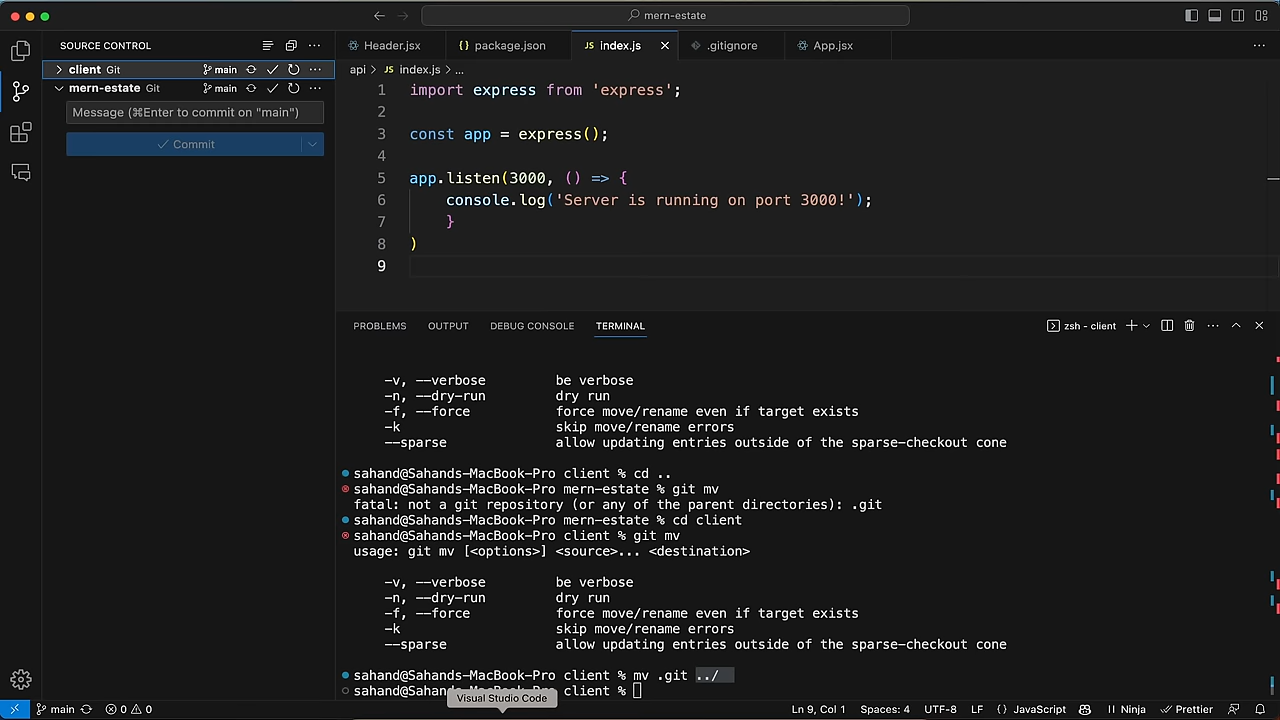 mern-estate
SOURCE CONTROL
Header.jsx
package.json
JS index.js
.gitignore
App.jsx
client Git
main
mern-estate Git
main
Message (⌘Enter to commit on "main")
Commit
api > JS index.js > ...
1 import express from 'express';
2
3 const app = express();
4
5 app.listen(3000, () => {
6 console.log('Server is running on port 3000!');
7 }
8 )
9
PROBLEMS
OUTPUT
DEBUG CONSOLE
TERMINAL
zsh - client
-v, --verbose be verbose
-n, --dry-run dry run
-f, --force force move/rename even if target exists
-k skip move/rename errors
--sparse allow updating entries outside of the sparse-checkout cone
sahand@Sahands-MacBook-Pro client % cd ..
sahand@Sahands-MacBook-Pro mern-estate % git mv
fatal: not a git repository (or any of the parent directories): .git
sahand@Sahands-MacBook-Pro mern-estate % cd client
sahand@Sahands-MacBook-Pro client % git mv
usage: git mv [<options>] <source>... <destination>
-v, --verbose be verbose
-n, --dry-run dry run
-f, --force force move/rename even if target exists
-k skip move/rename errors
--sparse allow updating entries outside of the sparse-checkout cone
sahand@Sahands-MacBook-Pro client % mv .git ../
sahand@Sahands-MacBook-Pro client %
Visual Studio Code
main
0
0
Ln 9, Col 1
Spaces: 4
UTF-8
LF
{} JavaScript
Ninja
Prettier